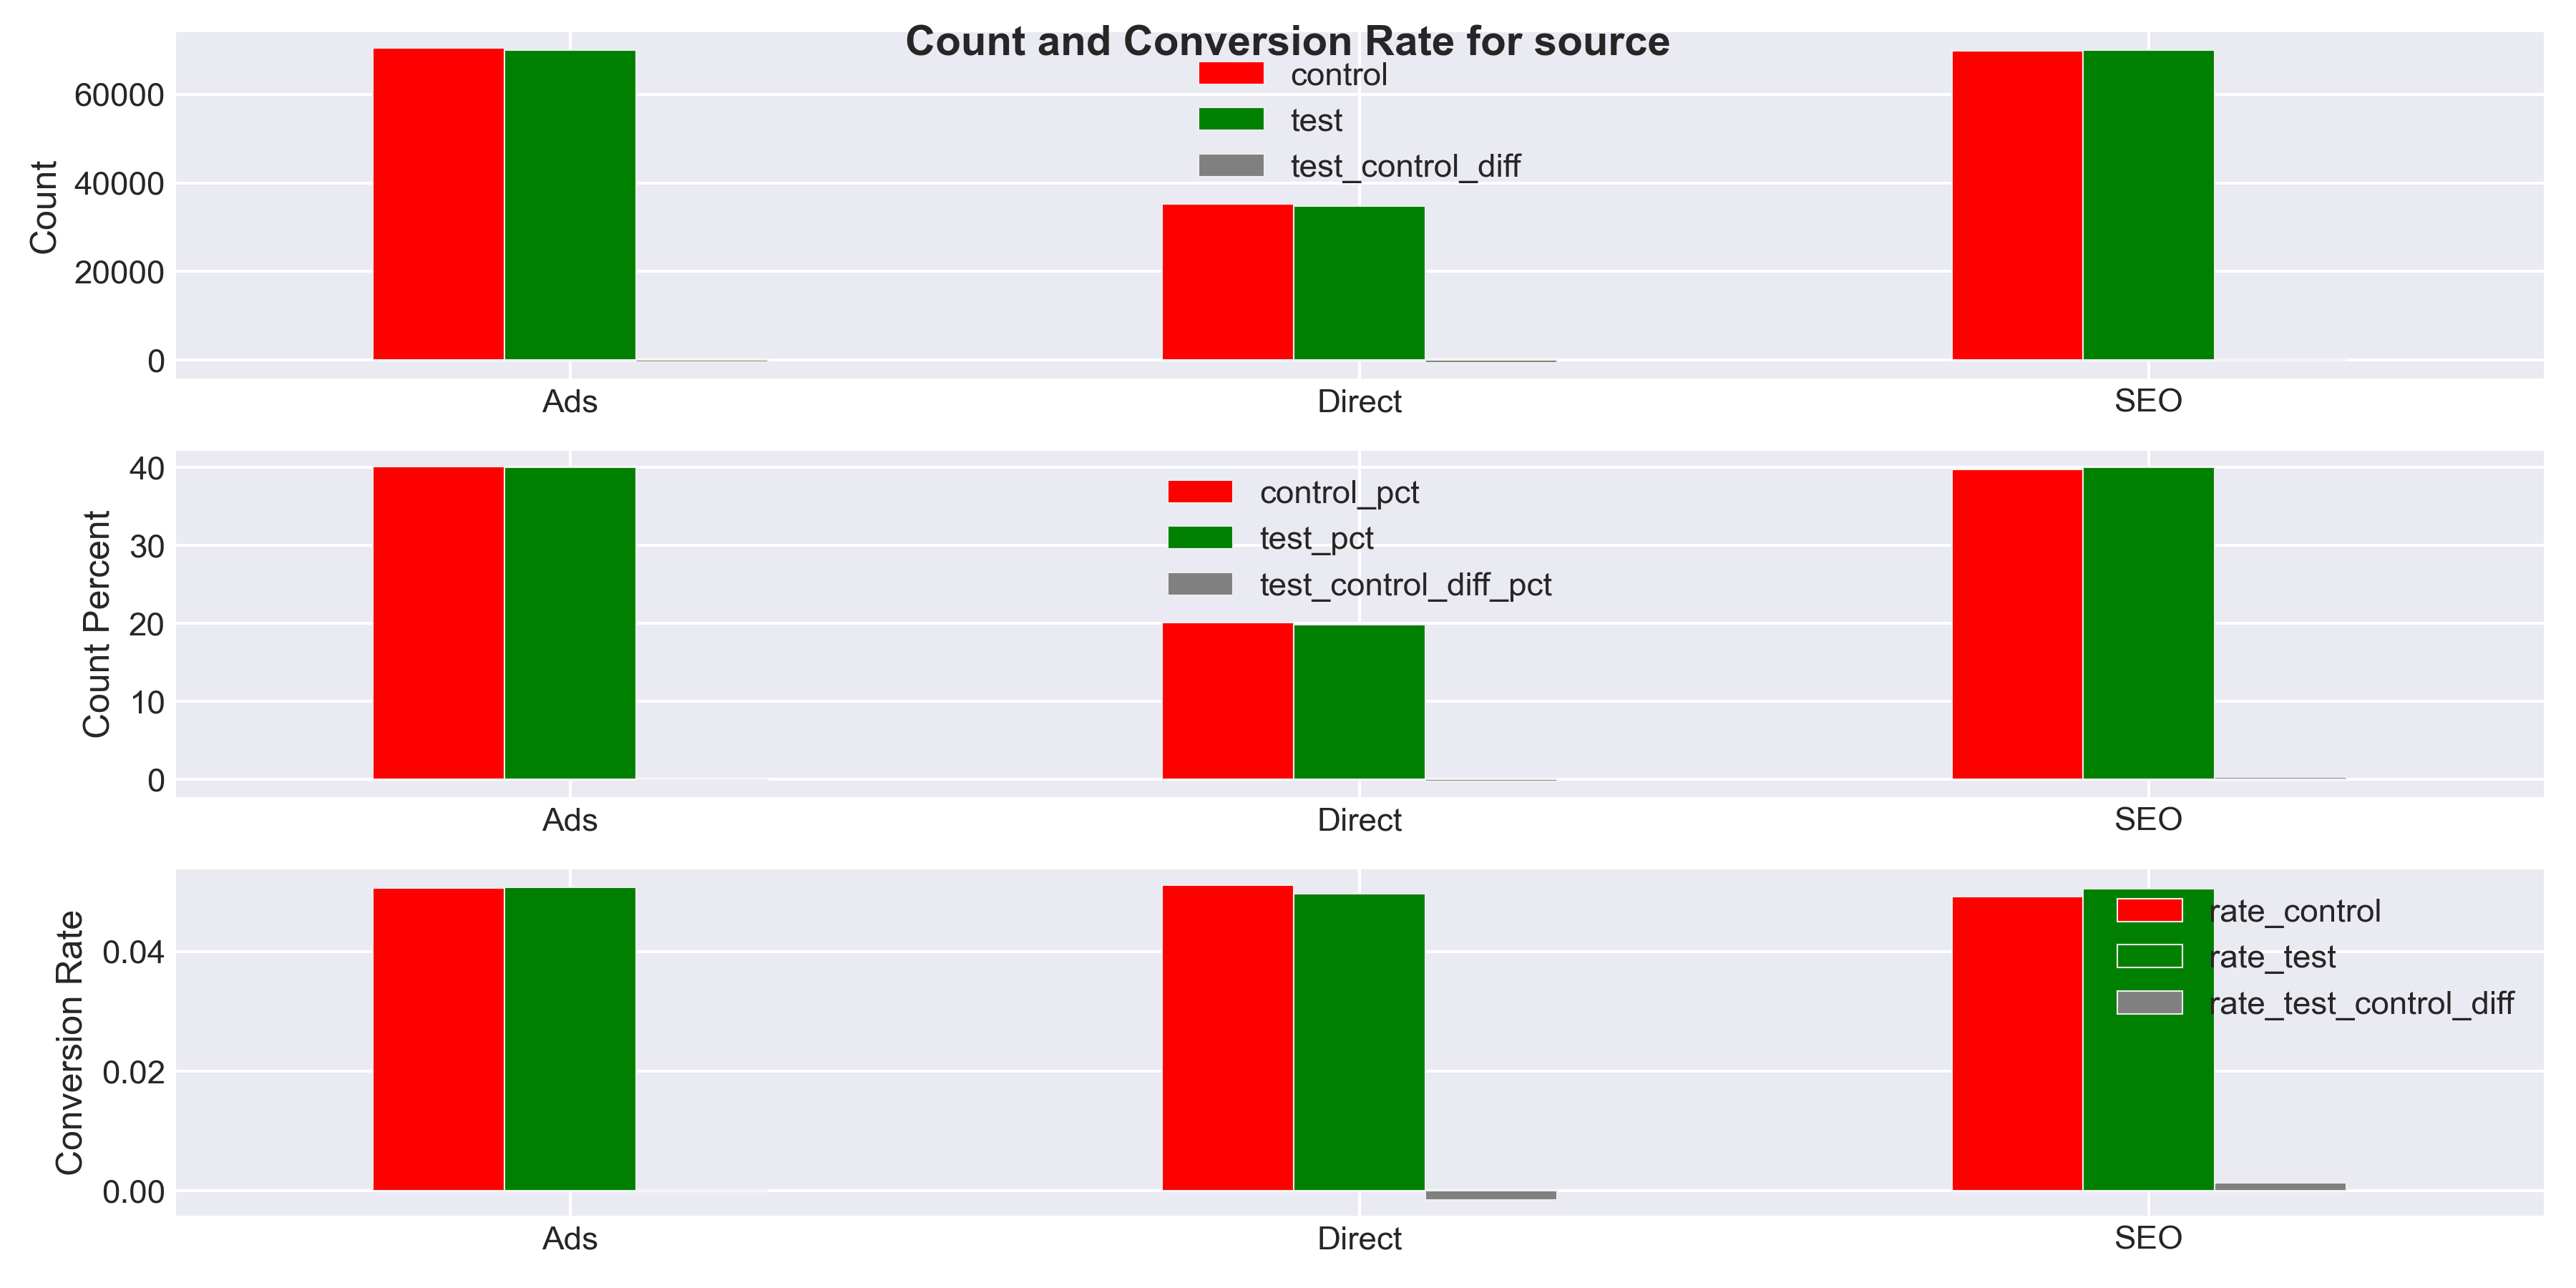 Count and Conversion Rate for source
control
test
test_control_diff
Count
60000
40000
20000
0
Ads
Direct
SEO
control_pct
test_pct
test_control_diff_pct
Count Percent
40
30
20
10
0
Ads
Direct
SEO
rate_control
rate_test
rate_test_control_diff
Conversion Rate
0.04
0.02
0.00
Ads
Direct
SEO